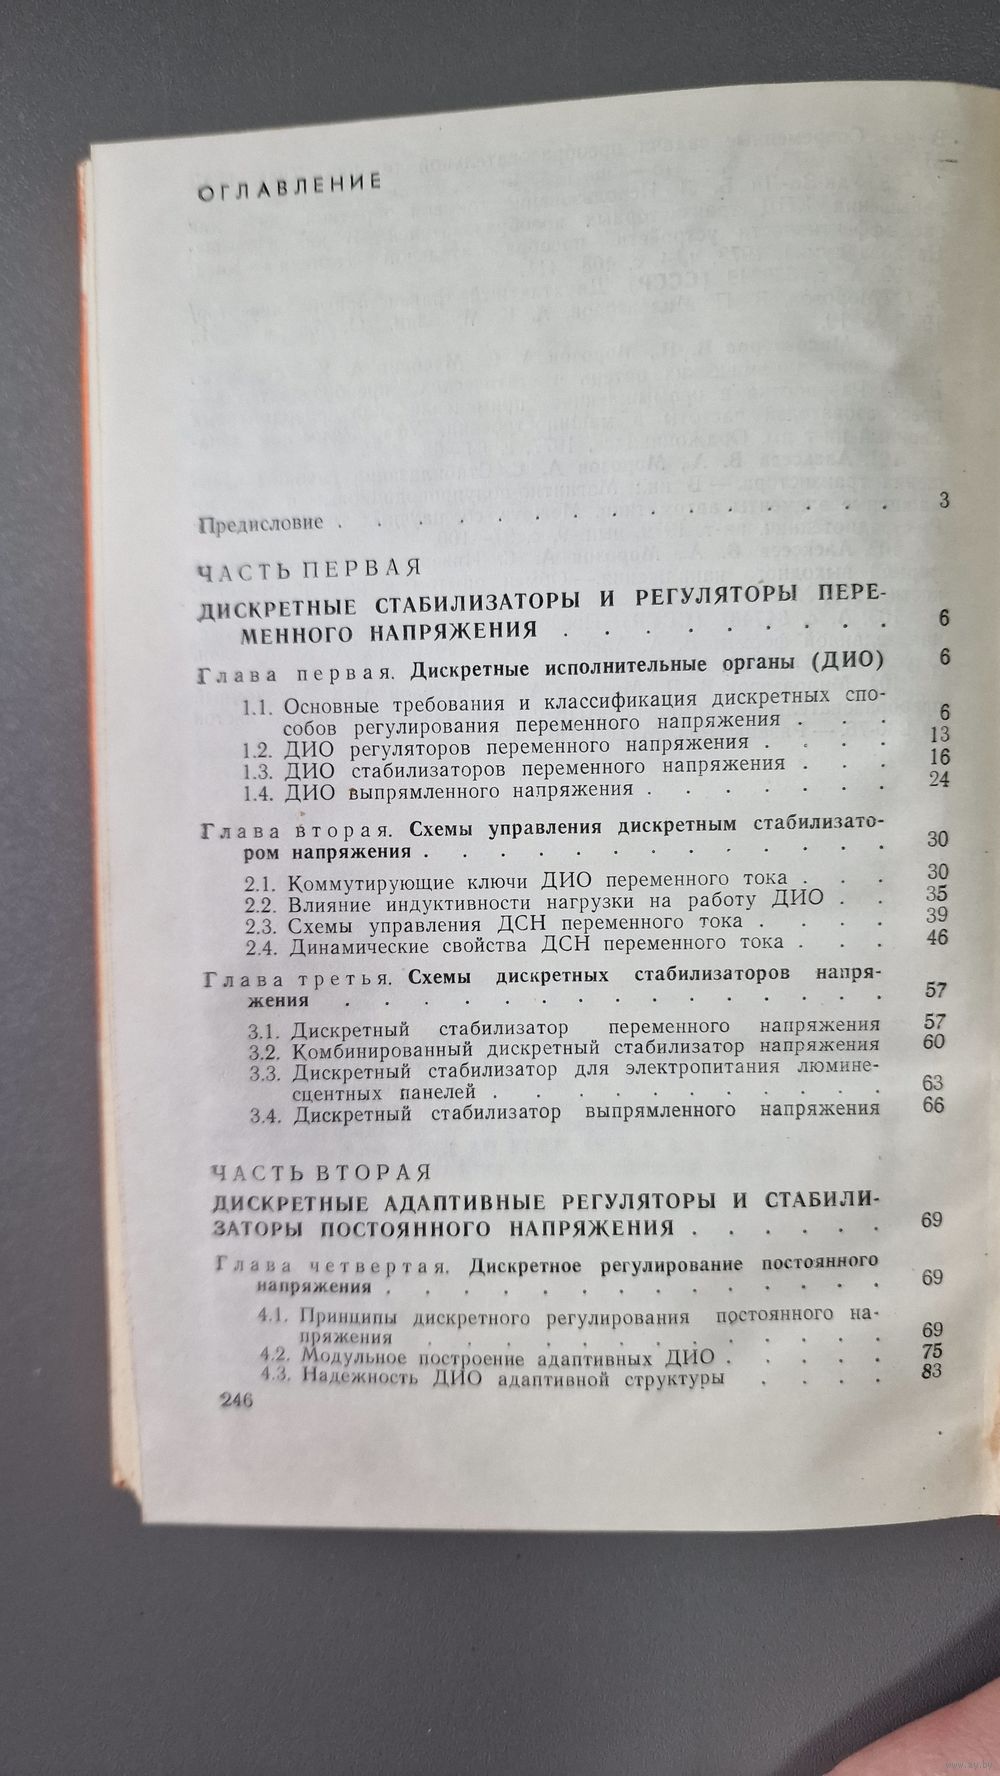 ОГЛАВЛЕНИЕ
Предисловие . . . . . . . . . . . . . . . 3
ЧАСТЬ ПЕРВАЯ
ДИСКРЕТНЫЕ СТАБИЛИЗАТОРЫ И РЕГУЛЯТОРЫ ПЕРЕ-
МЕННОГО НАПРЯЖЕНИЯ . . . . . . . . . 6
Глава первая. Дискретные исполнительные органы (ДИО) 6
1.1. Основные требования и классификация дискретных спо-
собов регулирования переменного напряжения . . . 6
1.2. ДИО регуляторов переменного напряжения . . . . 13
1.3. ДИО стабилизаторов переменного напряжения . . . 16
1.4. ДИО выпрямленного напряжения . . . . . . . 24
Глава вторая. Схемы управления дискретным стабилизато-
ром напряжения . . . . . . . . . . . . . 30
2.1. Коммутирующие ключи ДИО переменного тока . . . 30
2.2. Влияние индуктивности нагрузки на работу ДИО . . 35
2.3. Схемы управления ДСН переменного тока . . . . 39
2.4. Динамические свойства ДСН переменного тока . . . 46
Глава третья. Схемы дискретных стабилизаторов напря-
жения . . . . . . . . . . . . . . . 57
3.1. Дискретный стабилизатор переменного напряжения 57
3.2. Комбинированный дискретный стабилизатор напряжения 60
3.3. Дискретный стабилизатор для электропитания люмине-
сцентных панелей . . . . . . . . . . . 63
3.4. Дискретный стабилизатор выпрямленного напряжения 66
ЧАСТЬ ВТОРАЯ
ДИСКРЕТНЫЕ АДАПТИВНЫЕ РЕГУЛЯТОРЫ И СТАБИЛИ-
ЗАТОРЫ ПОСТОЯННОГО НАПРЯЖЕНИЯ . . . . . . 69
Глава четвертая. Дискретное регулирование постоянного
напряжения . . . . . . . . . . . . . . 69
4.1. Принципы дискретного регулирования постоянного на-
пряжения . . . . . . . . . . . . . 69
4.2. Модульное построение адаптивных ДИО . . . . . 75
4.3. Надежность ДИО адаптивной структуры . . . . 83
246
www.ay.by